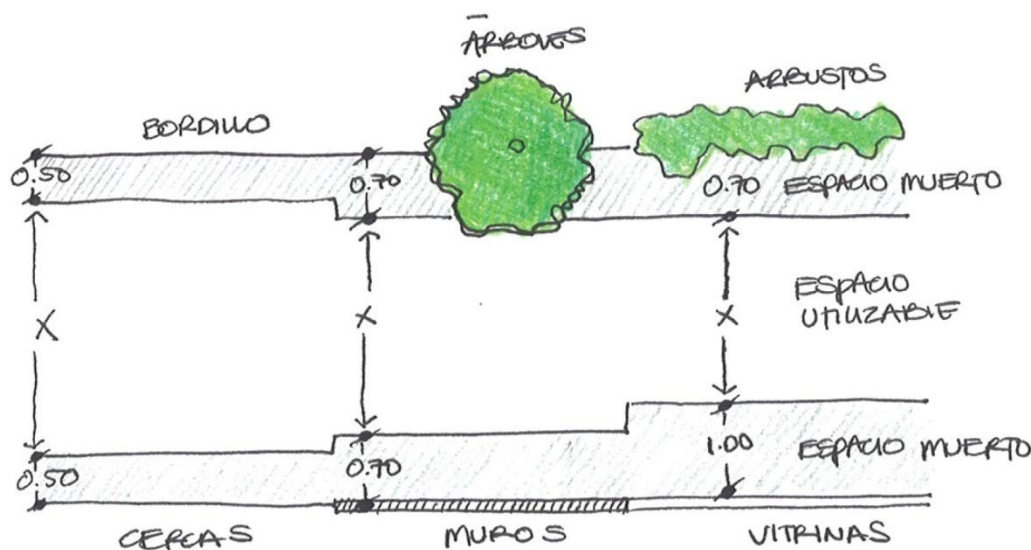 ÁRBOLES
ARBUSTOS
BORDILLO
0.50
0.70
0.70 ESPACIO MUERTO
X
X
X
ESPACIO
UTILIZABLE
0.50
0.70
1.00
ESPACIO MUERTO
CERCAS
MUROS
VITRINAS